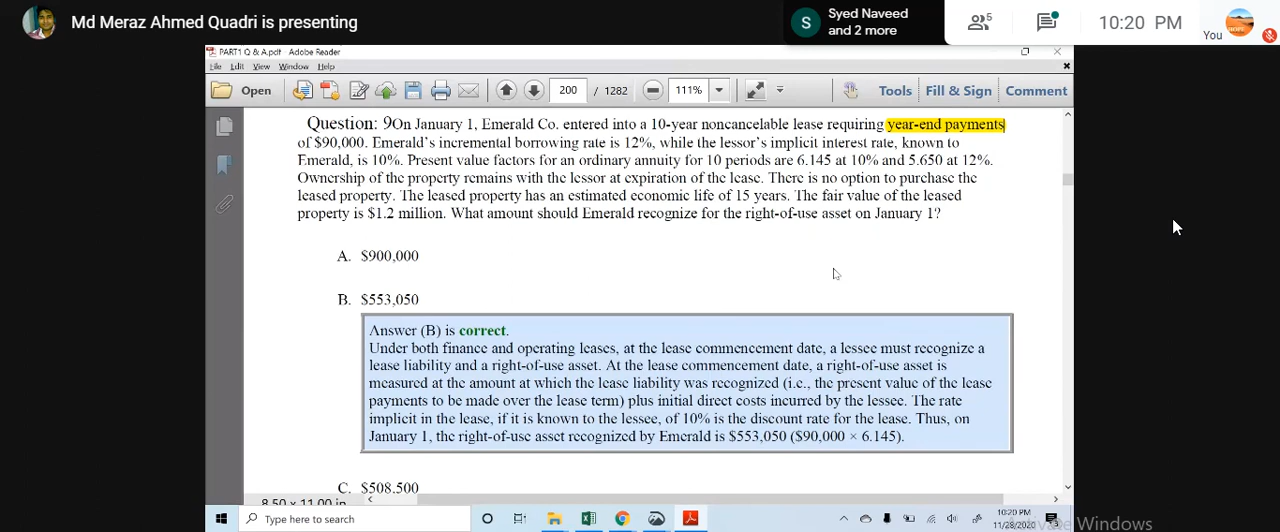 Md Meraz Ahmed Quadri is presenting
S
Syed Naveed
and 2 more
5
10:20 PM
You
PART1 Q & A.pdf - Adobe Reader
File Edit View Window Help
Open
200 / 1282
111%
Tools
Fill & Sign
Comment
Question: 9On January 1, Emerald Co. entered into a 10-year noncancelable lease requiring year-end payments
of $90,000. Emerald's incremental borrowing rate is 12%, while the lessor's implicit interest rate, known to
Emerald, is 10%. Present value factors for an ordinary annuity for 10 periods are 6.145 at 10% and 5.650 at 12%.
Ownership of the property remains with the lessor at expiration of the lease. There is no option to purchase the
leased property. The leased property has an estimated economic life of 15 years. The fair value of the leased
property is $1.2 million. What amount should Emerald recognize for the right-of-use asset on January 1?
A. $900,000
B. $553,050
Answer (B) is correct.
Under both finance and operating leases, at the lease commencement date, a lessee must recognize a
lease liability and a right-of-use asset. At the lease commencement date, a right-of-use asset is
measured at the amount at which the lease liability was recognized (i.e., the present value of the lease
payments to be made over the lease term) plus initial direct costs incurred by the lessee. The rate
implicit in the lease, if it is known to the lessee, of 10% is the discount rate for the lease. Thus, on
January 1, the right-of-use asset recognized by Emerald is $553,050 ($90,000 × 6.145).
C. $508,500
8.50 x 11.00 in
Type here to search
10:20 PM
11/28/2020
Activate Windows